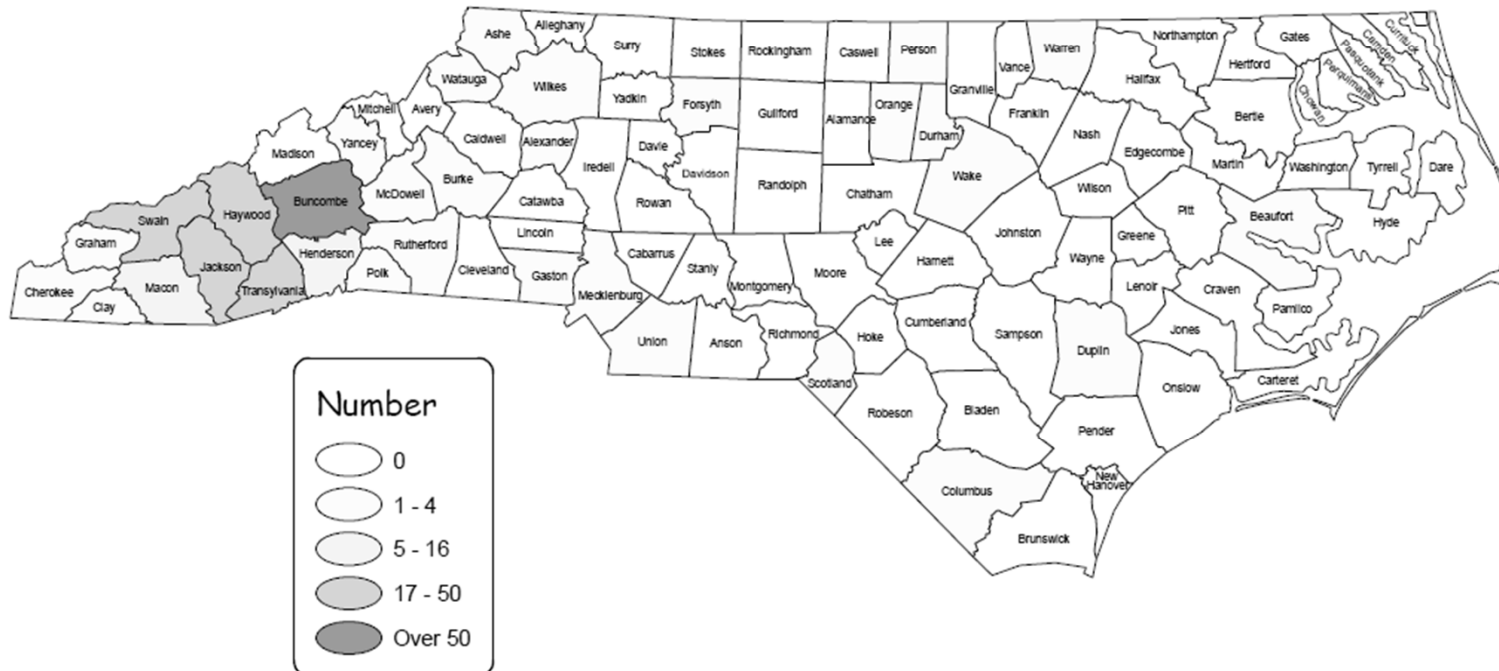 Ashe
Alleghany
Surry
Stokes
Rockingham
Caswell
Person
Granville
Vance
Warren
Northampton
Halifax
Hertford
Gates
Currituck
Camden
Pasquotank
Perquimans
Chowan
Bertie
Watauga
Wilkes
Yadkin
Forsyth
Guilford
Alamance
Orange
Durham
Franklin
Nash
Edgecombe
Martin
Washington
Tyrrell
Dare
Mitchell
Avery
Caldwell
Alexander
Iredell
Davie
Davidson
Randolph
Chatham
Wake
Wilson
Pitt
Beaufort
Hyde
Madison
Yancey
McDowell
Burke
Catawba
Rowan
Johnston
Greene
Swain
Haywood
Buncombe
Rutherford
Lincoln
Cabarrus
Stanly
Montgomery
Moore
Lee
Harnett
Wayne
Lenoir
Craven
Pamlico
Graham
Jackson
Henderson
Polk
Cleveland
Gaston
Mecklenburg
Cherokee
Clay
Macon
Transylvania
Union
Anson
Richmond
Hoke
Cumberland
Sampson
Duplin
Jones
Onslow
Carteret
Scotland
Robeson
Bladen
Pender
Columbus
New
Hanover
Brunswick
Number
0
1 - 4
5 - 16
17 - 50
Over 50